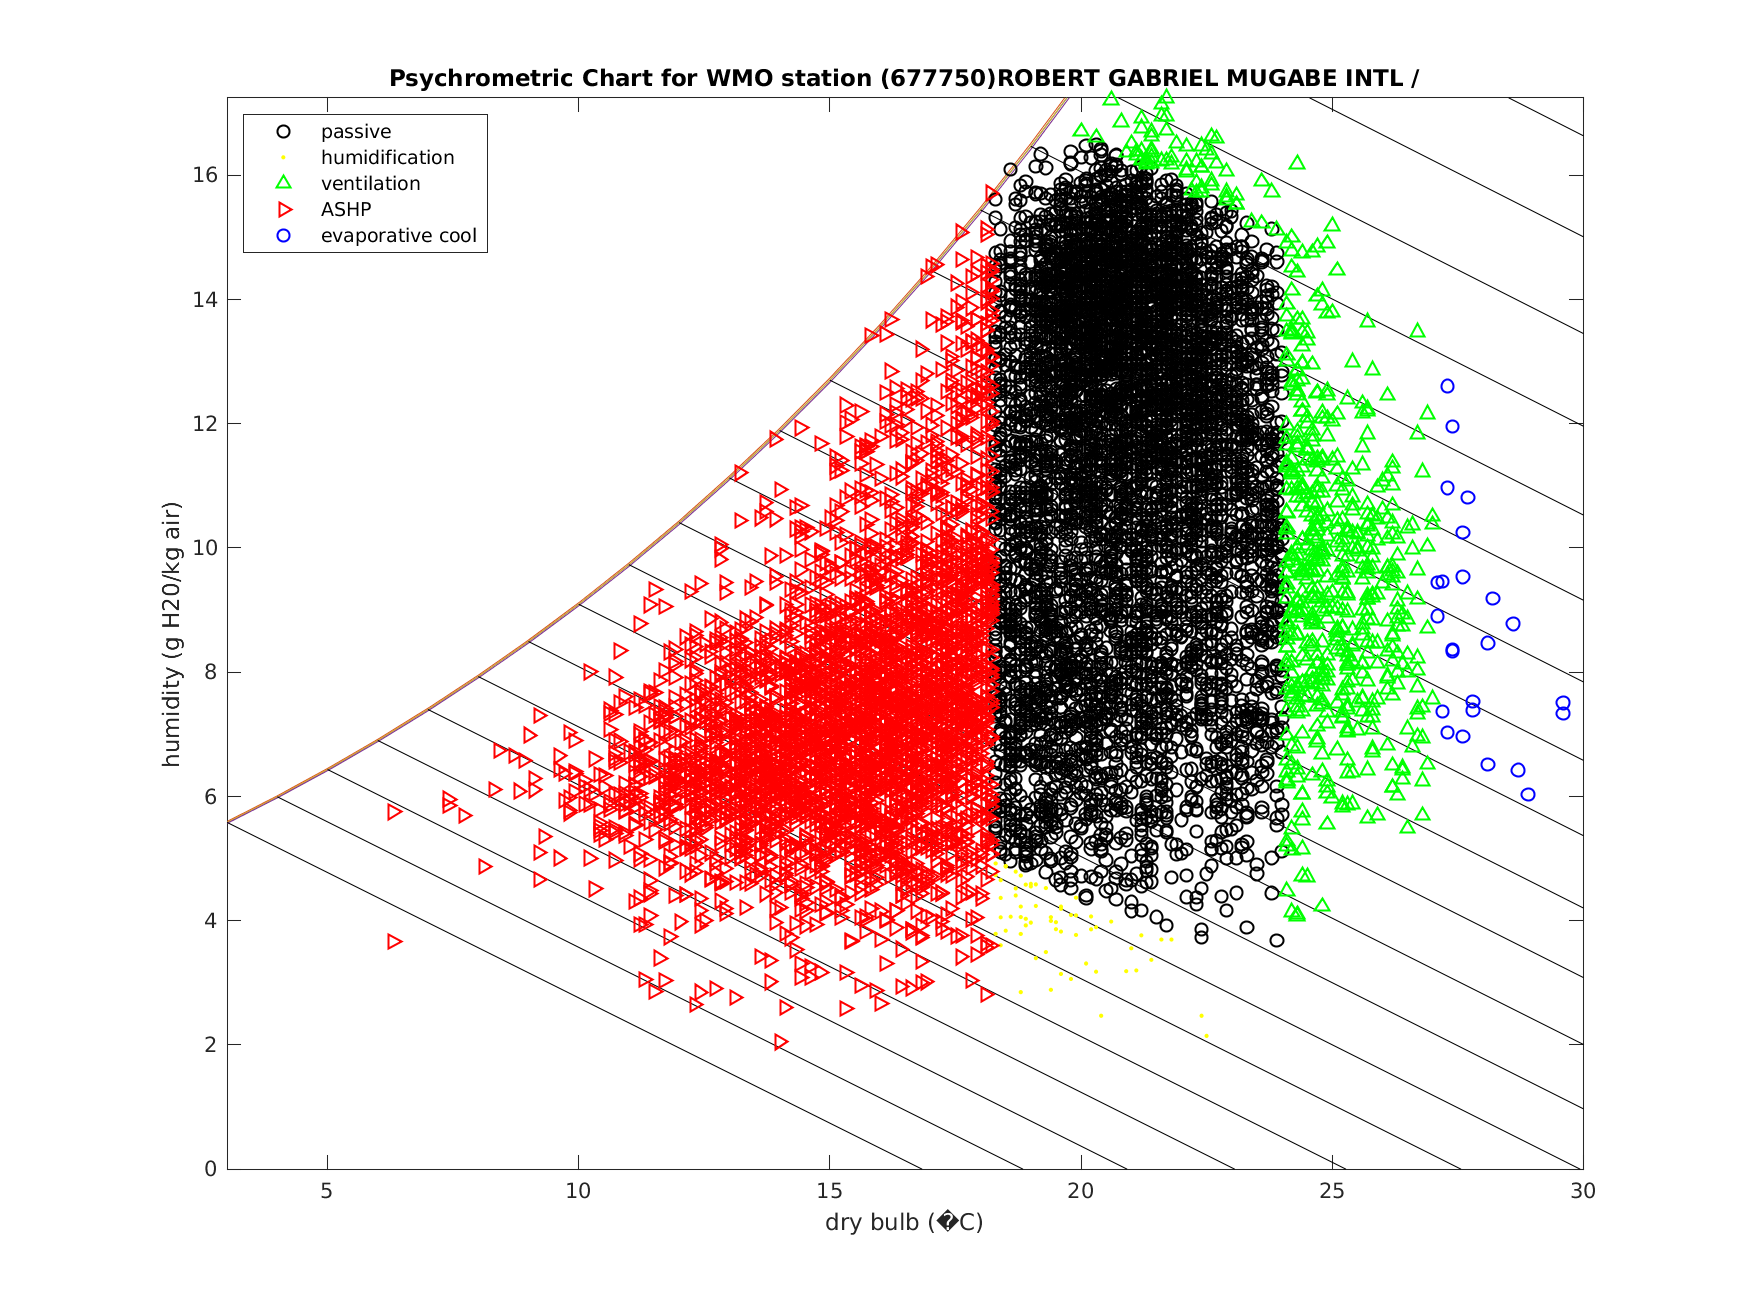 Psychrometric Chart for WMO station (677750)ROBERT GABRIEL MUGABE INTL /
passive
humidification
ventilation
ASHP
evaporative cool
humidity (g H20/kg air)
16
14
12
10
8
6
4
2
0
5 10 15 20 25 30
dry bulb (�C)